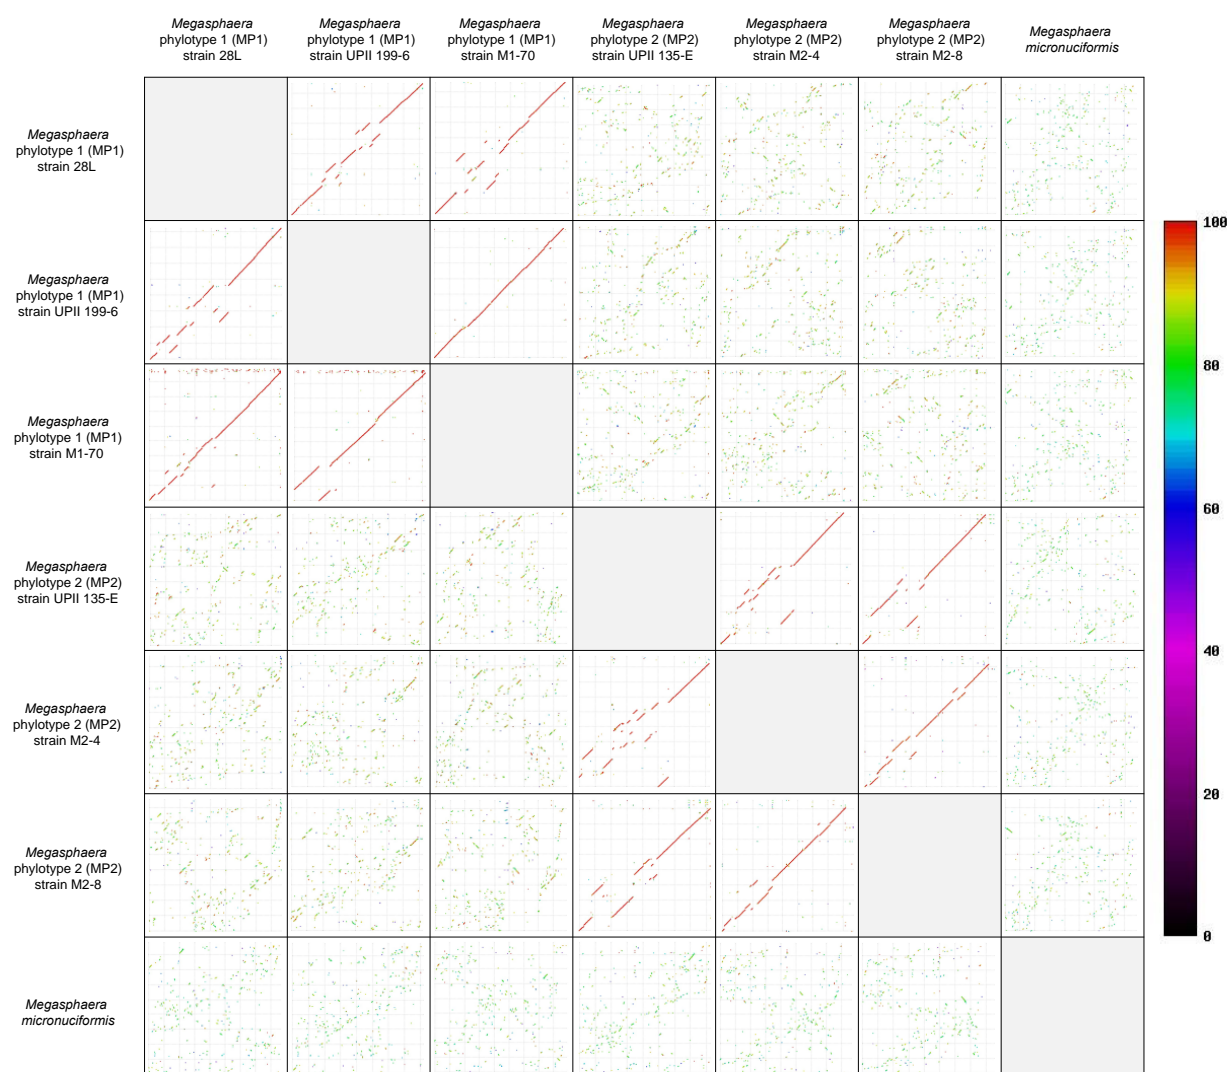 Megasphaera
phylotype 1 (MP1)
strain 28L
Megasphaera
phylotype 1 (MP1)
strain UPII 199-6
Megasphaera
phylotype 1 (MP1)
strain M1-70
Megasphaera
phylotype 2 (MP2)
strain UPII 135-E
Megasphaera
phylotype 2 (MP2)
strain M2-4
Megasphaera
phylotype 2 (MP2)
strain M2-8
Megasphaera
micronuciformis
Megasphaera
phylotype 1 (MP1)
strain 28L
Megasphaera
phylotype 1 (MP1)
strain UPII 199-6
Megasphaera
phylotype 1 (MP1)
strain M1-70
Megasphaera
phylotype 2 (MP2)
strain UPII 135-E
Megasphaera
phylotype 2 (MP2)
strain M2-4
Megasphaera
phylotype 2 (MP2)
strain M2-8
Megasphaera
micronuciformis
100
80
60
40
20
0